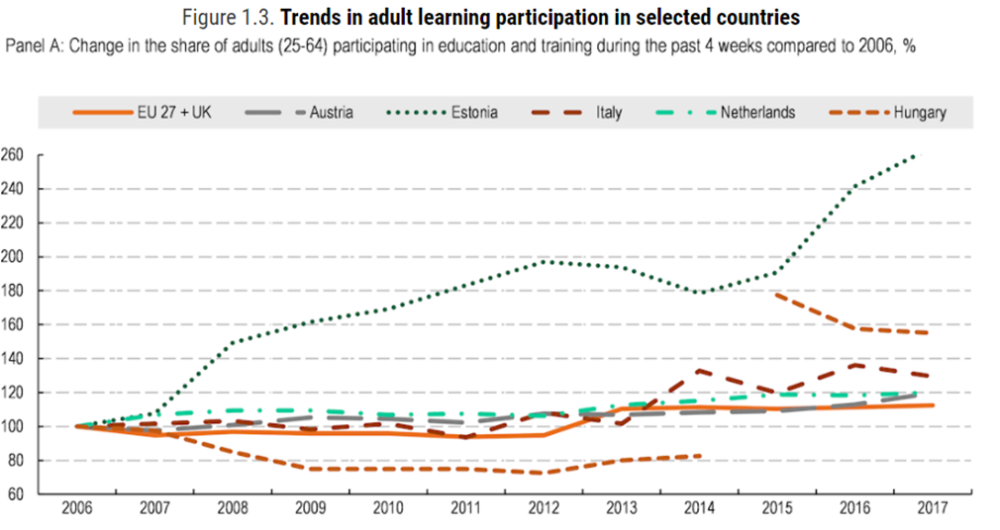 Figure 1.3. Trends in adult learning participation in selected countries
Panel A: Change in the share of adults (25-64) participating in education and training during the past 4 weeks compared to 2006, %
EU 27 + UK Austria Estonia Italy Netherlands Hungary
260
240
220
200
180
160
140
120
100
80
60
2006 2007 2008 2009 2010 2011 2012 2013 2014 2015 2016 2017